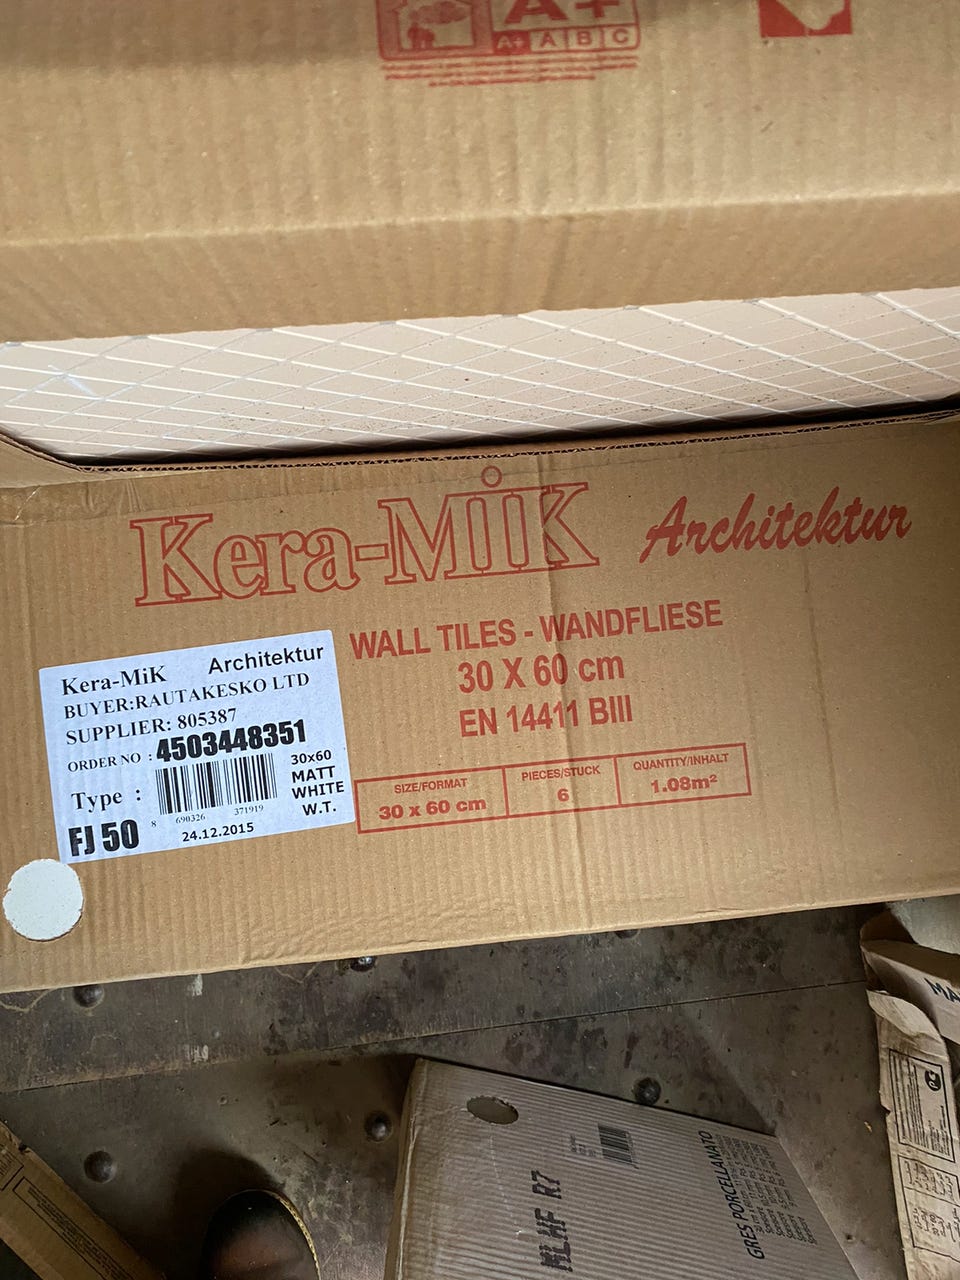 A+
A+ A B C
Kera-MiK Architektur
WALL TILES - WANDFLIESE
30 X 60 cm
EN 14411 BIII
SIZE/FORMAT PIECES/STUCK QUANTITY/INHALT
30 x 60 cm 6 1.08m²
Kera-MiK Architektur
BUYER:RAUTAKESKO LTD
SUPPLIER: 805387
ORDER NO : 4503448351
Type :
FJ 50
30x60
MATT
WHITE
W.T.
8 690326 371919
24.12.2015
MLHF R7
GRES PORCELLANATO
MA